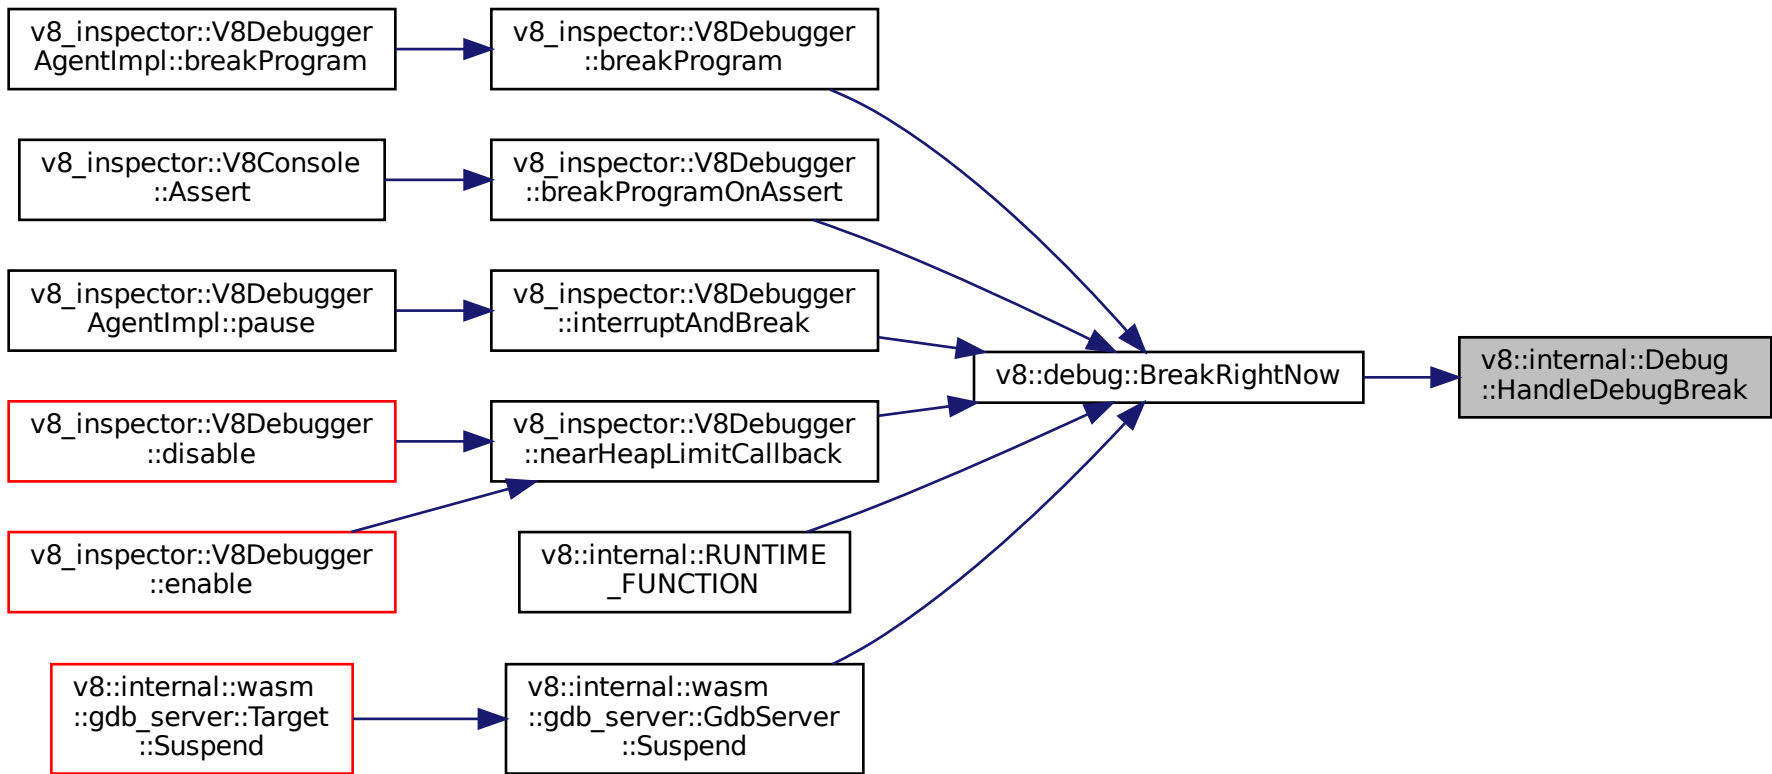 v8_inspector::V8Debugger
AgentImpl::breakProgram
v8_inspector::V8Debugger
::breakProgram
v8_inspector::V8Console
::Assert
v8_inspector::V8Debugger
::breakProgramOnAssert
v8_inspector::V8Debugger
AgentImpl::pause
v8_inspector::V8Debugger
::interruptAndBreak
v8::debug::BreakRightNow
v8::internal::Debug
::HandleDebugBreak
v8_inspector::V8Debugger
::disable
v8_inspector::V8Debugger
::nearHeapLimitCallback
v8_inspector::V8Debugger
::enable
v8::internal::RUNTIME
_FUNCTION
v8::internal::wasm
::gdb_server::Target
::Suspend
v8::internal::wasm
::gdb_server::GdbServer
::Suspend